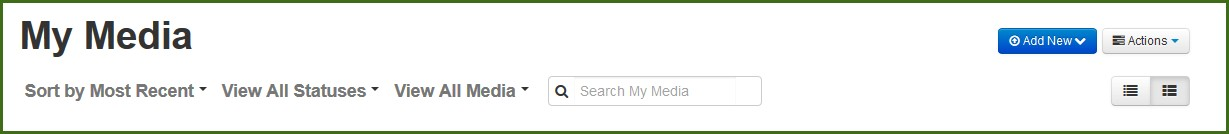 My Media
Add New
Actions
Sort by Most Recent
View All Statuses
View All Media
Search My Media